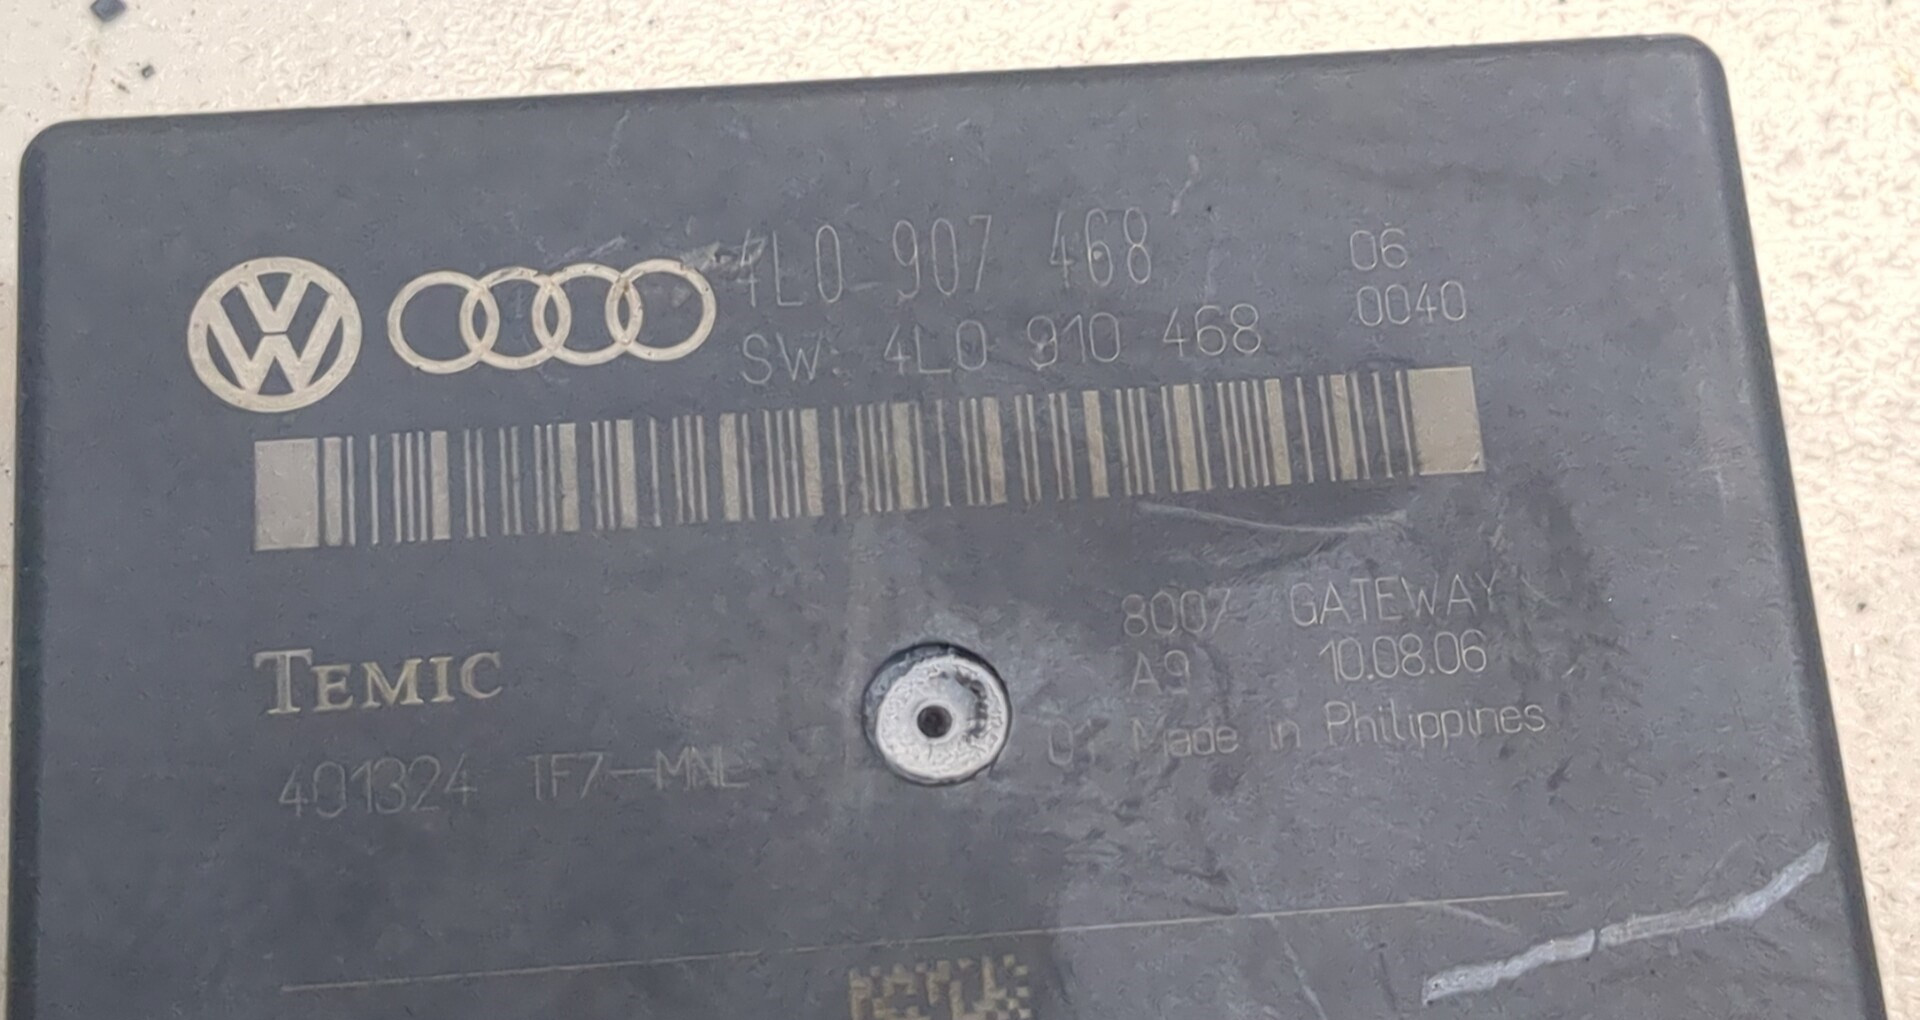 4L0 907 468 06
SW: 4L0 910 468 0040
8007 GATEWAY
TEMIC A9 10.08.06
01 Made in Philippines
401324 TF7-MNL